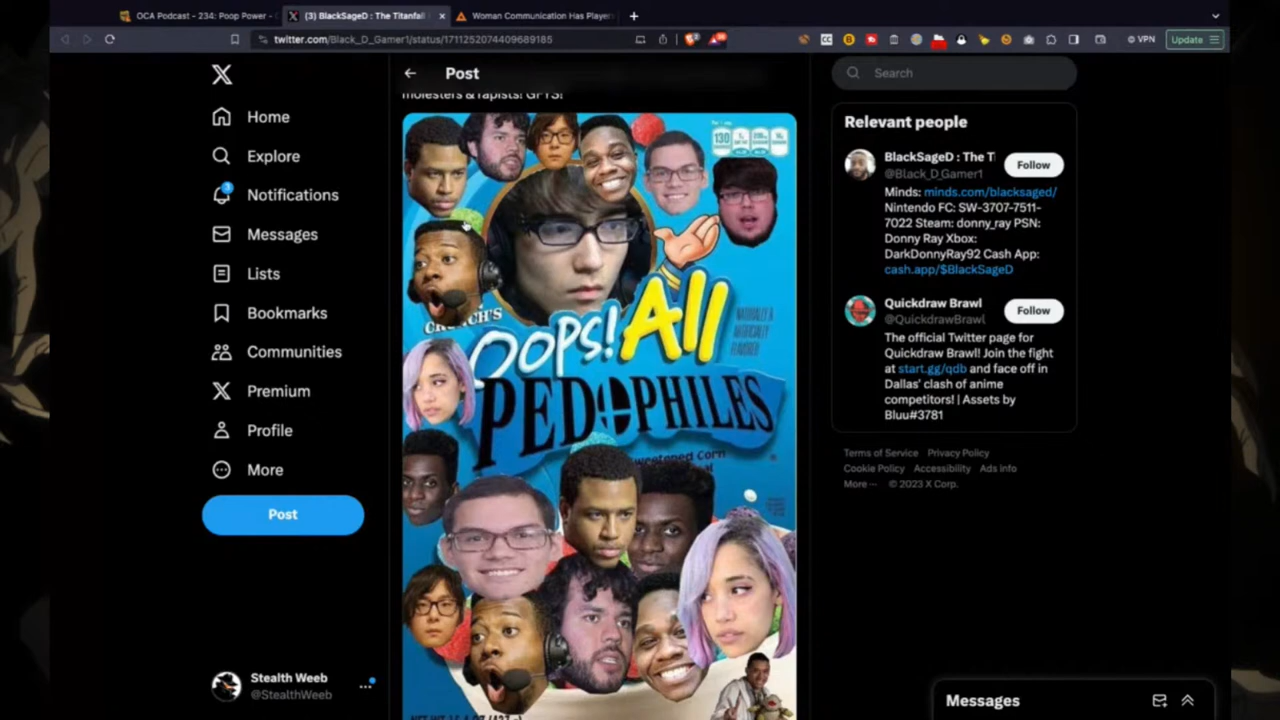 OCA Podcast - 234: Poop Power -
(3) BlackSageD : The Titanfall
Woman Communication Has Player
twitter.com/Black_D_Gamer1/status/1711252074409689185
VPN
Update
Home
Explore
3
Notifications
Messages
Lists
Bookmarks
Communities
Premium
Profile
More
Post
Stealth Weeb
@StealthWeeb
Post
molesters & rapists! GFYS!
130
CRUNCH'S
OOPS! All
NATURALLY &
ARTIFICIALLY
FLAVORED
PEDOPHILES
Sweetened Corn
Search
Relevant people
BlackSageD : The T
@Black_D_Gamer1
Follow
Minds: minds.com/blacksaged/
Nintendo FC: SW-3707-7511-
7022 Steam: donny_ray PSN:
Donny Ray Xbox:
DarkDonnyRay92 Cash App:
cash.app/$BlackSageD
Quickdraw Brawl
@QuickdrawBrawl
Follow
The official Twitter page for
Quickdraw Brawl! Join the fight
at start.gg/qdb and face off in
Dallas' clash of anime
competitors! | Assets by
Bluu#3781
Terms of Service Privacy Policy
Cookie Policy Accessibility Ads info
More ··· © 2023 X Corp.
Messages